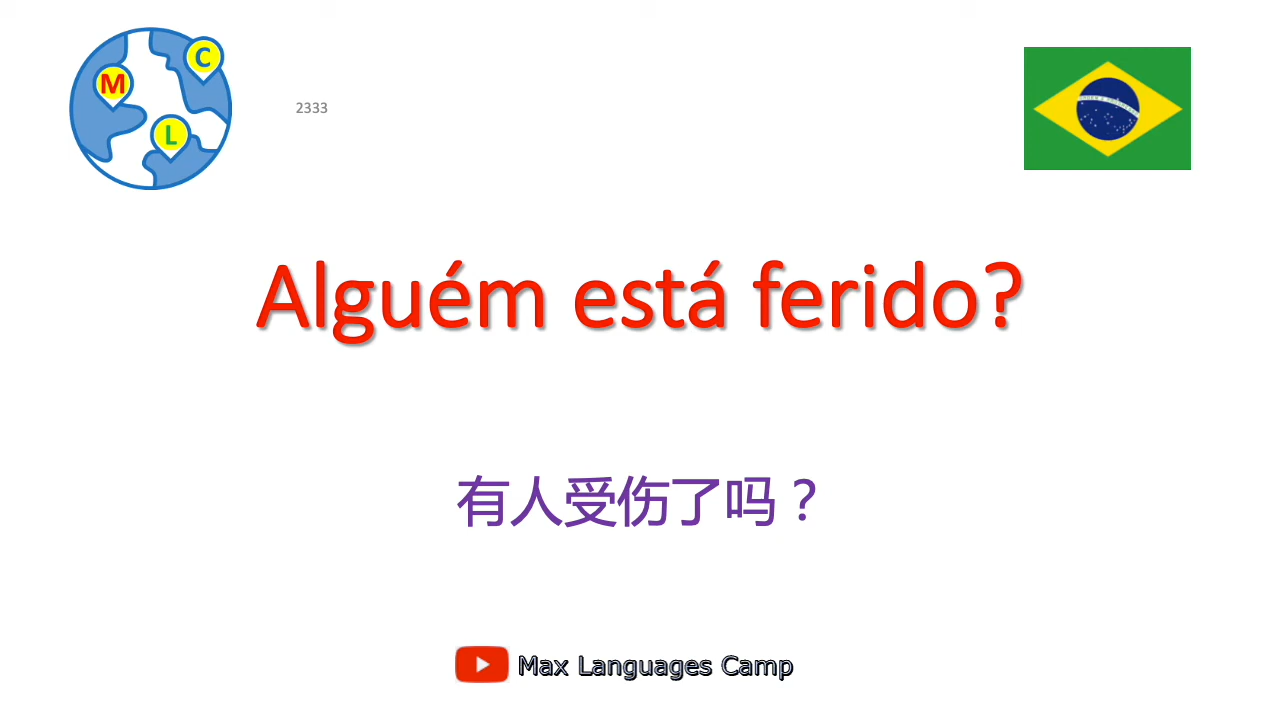 M
C
L
2333
Alguém está ferido?
有人受伤了吗？
Max Languages Camp